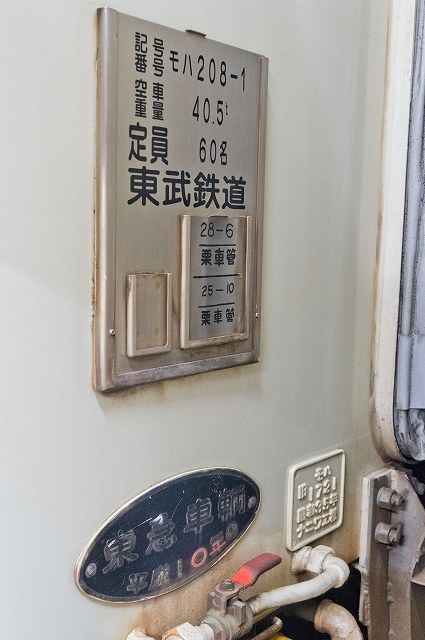 記号
番号 モハ208-1
空車
重量 40.5t
定員 60名
東武鉄道
28-6
栗車管
25-10
栗車管
東急車輛
平成10年
1721